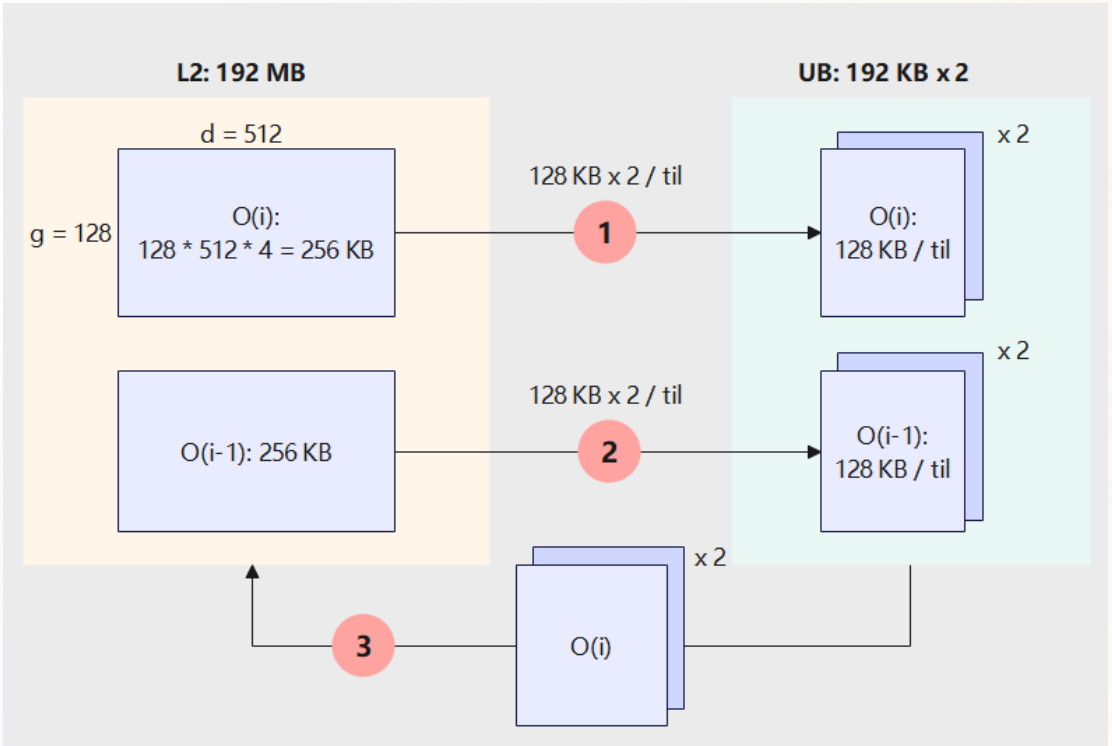 L2: 192 MB
UB: 192 KB x 2
d = 512
x 2
128 KB x 2 / til
g = 128
O(i):
128 * 512 * 4 = 256 KB
1
O(i):
128 KB / til
x 2
128 KB x 2 / til
O(i-1): 256 KB
2
O(i-1):
128 KB / til
x 2
3
O(i)